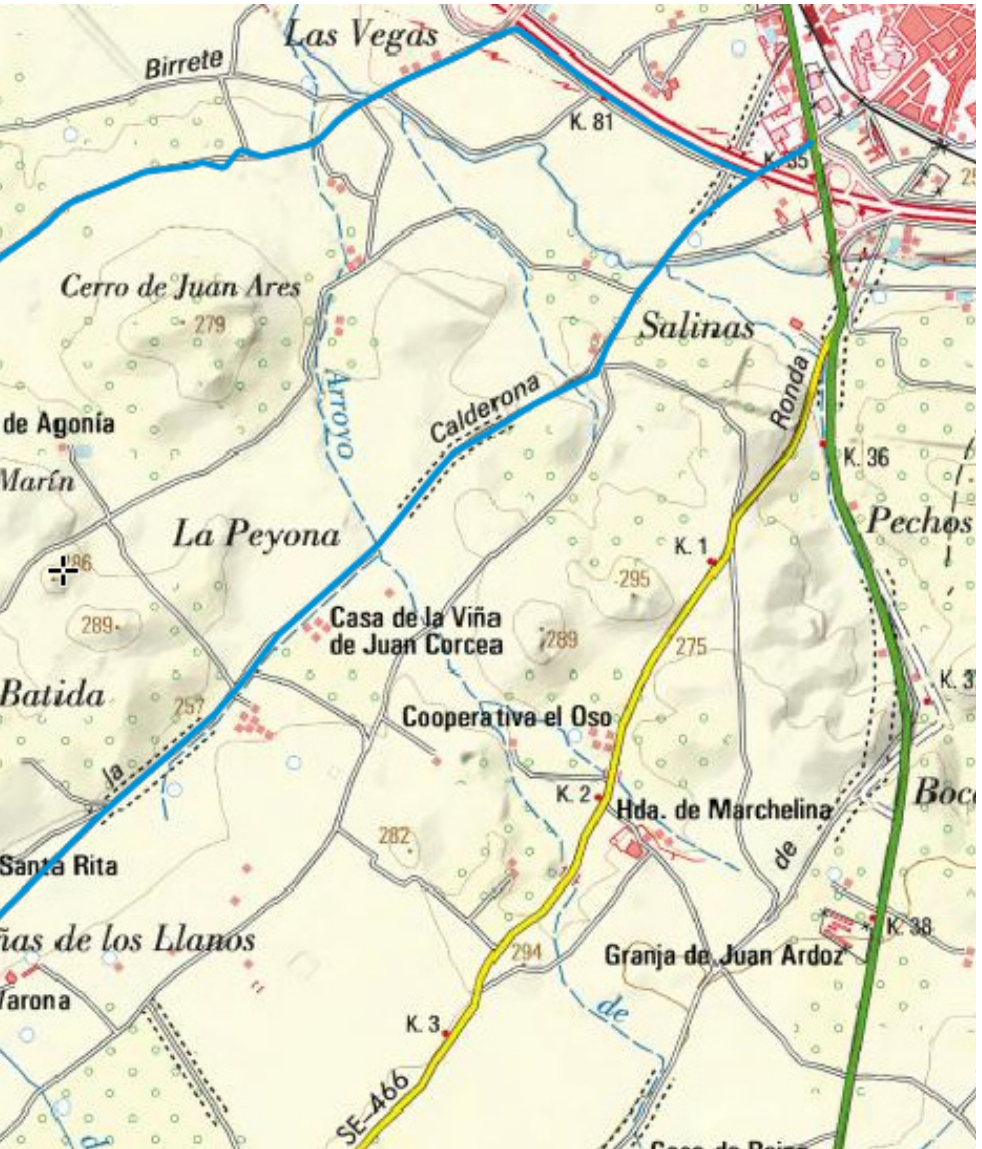 Las Vegas
Birrete
K. 81
K. 35
25
Cerro de Juan Ares
279
Salinas
Arroyo
Calderona
Ronda
de Agonía
K. 36
Marín
La Peyona
Pechos
K. 1
295
289
Casa de la Viña
de Juan Corcea
289
275
Batida
257
K. 3
Cooperativa el Oso
la
K. 2
Hda. de Marchelina
Boc
282
de
Santa Rita
ñas de los Llanos
K. 38
294
Granja de Juan Ardoz
Varona
de
K. 3
SE-466
d